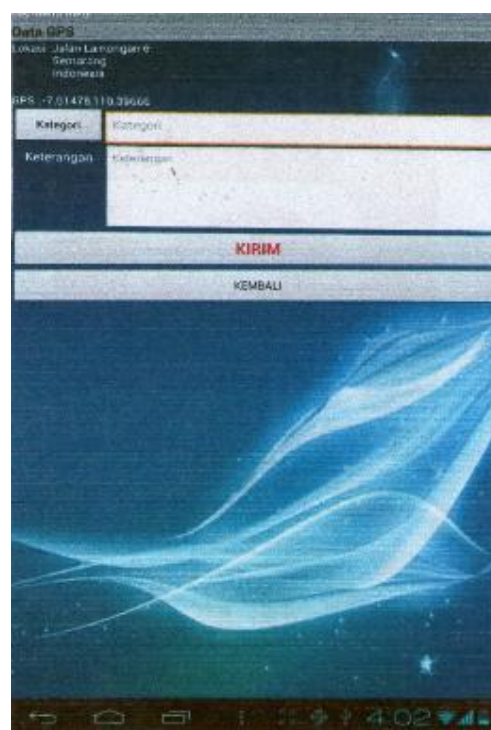 Data GPS
Lokasi :Jalan Lamongan 6
Semarang
Indonesia
GPS :-7.01478,110.39666
Kategori
Kategori
Keterangan
Keterangan
KIRIM
KEMBALI
4:02